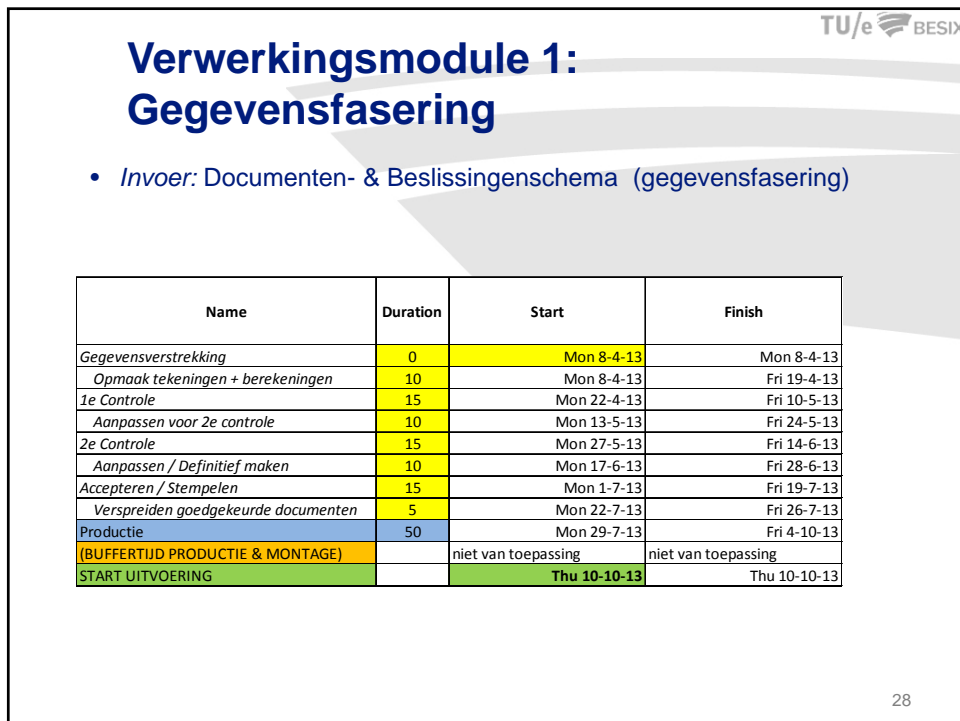 TU/e BESIX
Verwerkingsmodule 1:
Gegevensfasering
• Invoer: Documenten- & Beslissingenschema (gegevensfasering)
Name Duration Start Finish
Gegevensverstrekking 0 Mon 8-4-13 Mon 8-4-13
Opmaak tekeningen + berekeningen 10 Mon 8-4-13 Fri 19-4-13
1e Controle 15 Mon 22-4-13 Fri 10-5-13
Aanpassen voor 2e controle 10 Mon 13-5-13 Fri 24-5-13
2e Controle 15 Mon 27-5-13 Fri 14-6-13
Aanpassen / Definitief maken 10 Mon 17-6-13 Fri 28-6-13
Accepteren / Stempelen 15 Mon 1-7-13 Fri 19-7-13
Verspreiden goedgekeurde documenten 5 Mon 22-7-13 Fri 26-7-13
Productie 50 Mon 29-7-13 Fri 4-10-13
(BUFFERTIJD PRODUCTIE & MONTAGE) niet van toepassing niet van toepassing
START UITVOERING Thu 10-10-13 Thu 10-10-13
28